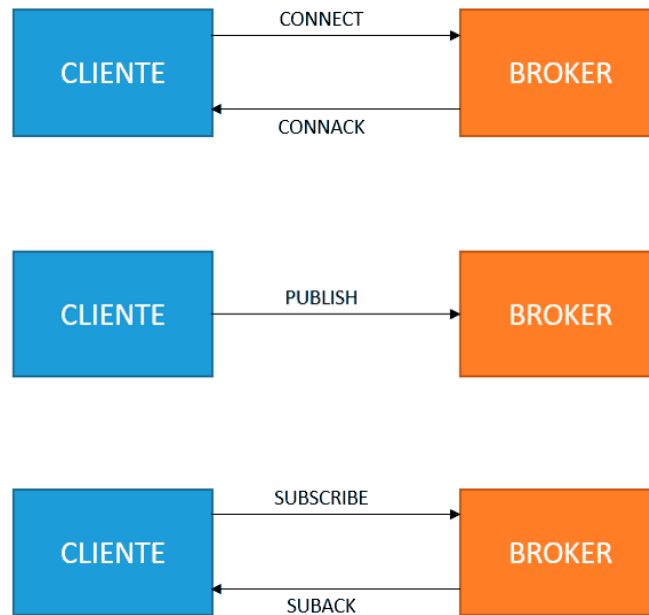 CONNECT
CLIENTE
BROKER
CONNACK
PUBLISH
CLIENTE
BROKER
SUBSCRIBE
CLIENTE
BROKER
SUBACK